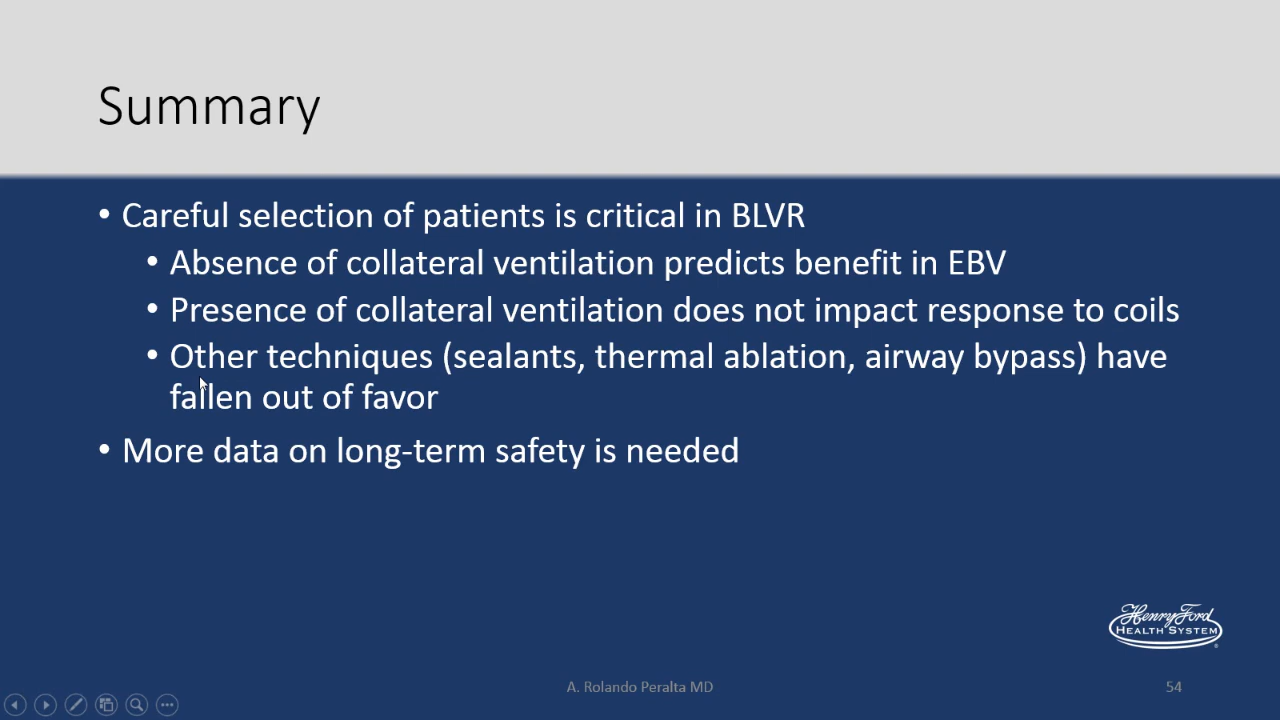 Summary
• Careful selection of patients is critical in BLVR
• Absence of collateral ventilation predicts benefit in EBV
• Presence of collateral ventilation does not impact response to coils
• Other techniques (sealants, thermal ablation, airway bypass) have
fallen out of favor
• More data on long-term safety is needed
Henry Ford
HEALTH SYSTEM
®
A. Rolando Peralta MD
54